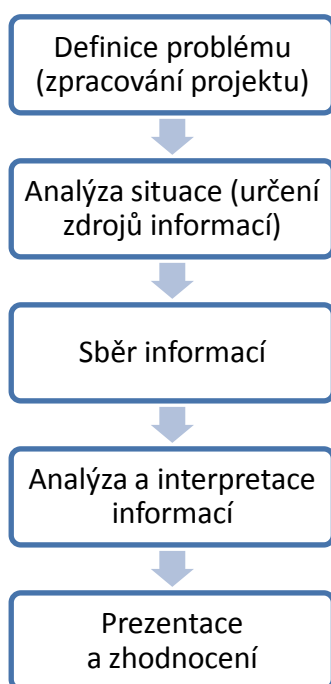 Definice problému
(zpracování projektu)
Analýza situace (určení
zdrojů informací)
Sběr informací
Analýza a interpretace
informací
Prezentace
a zhodnocení